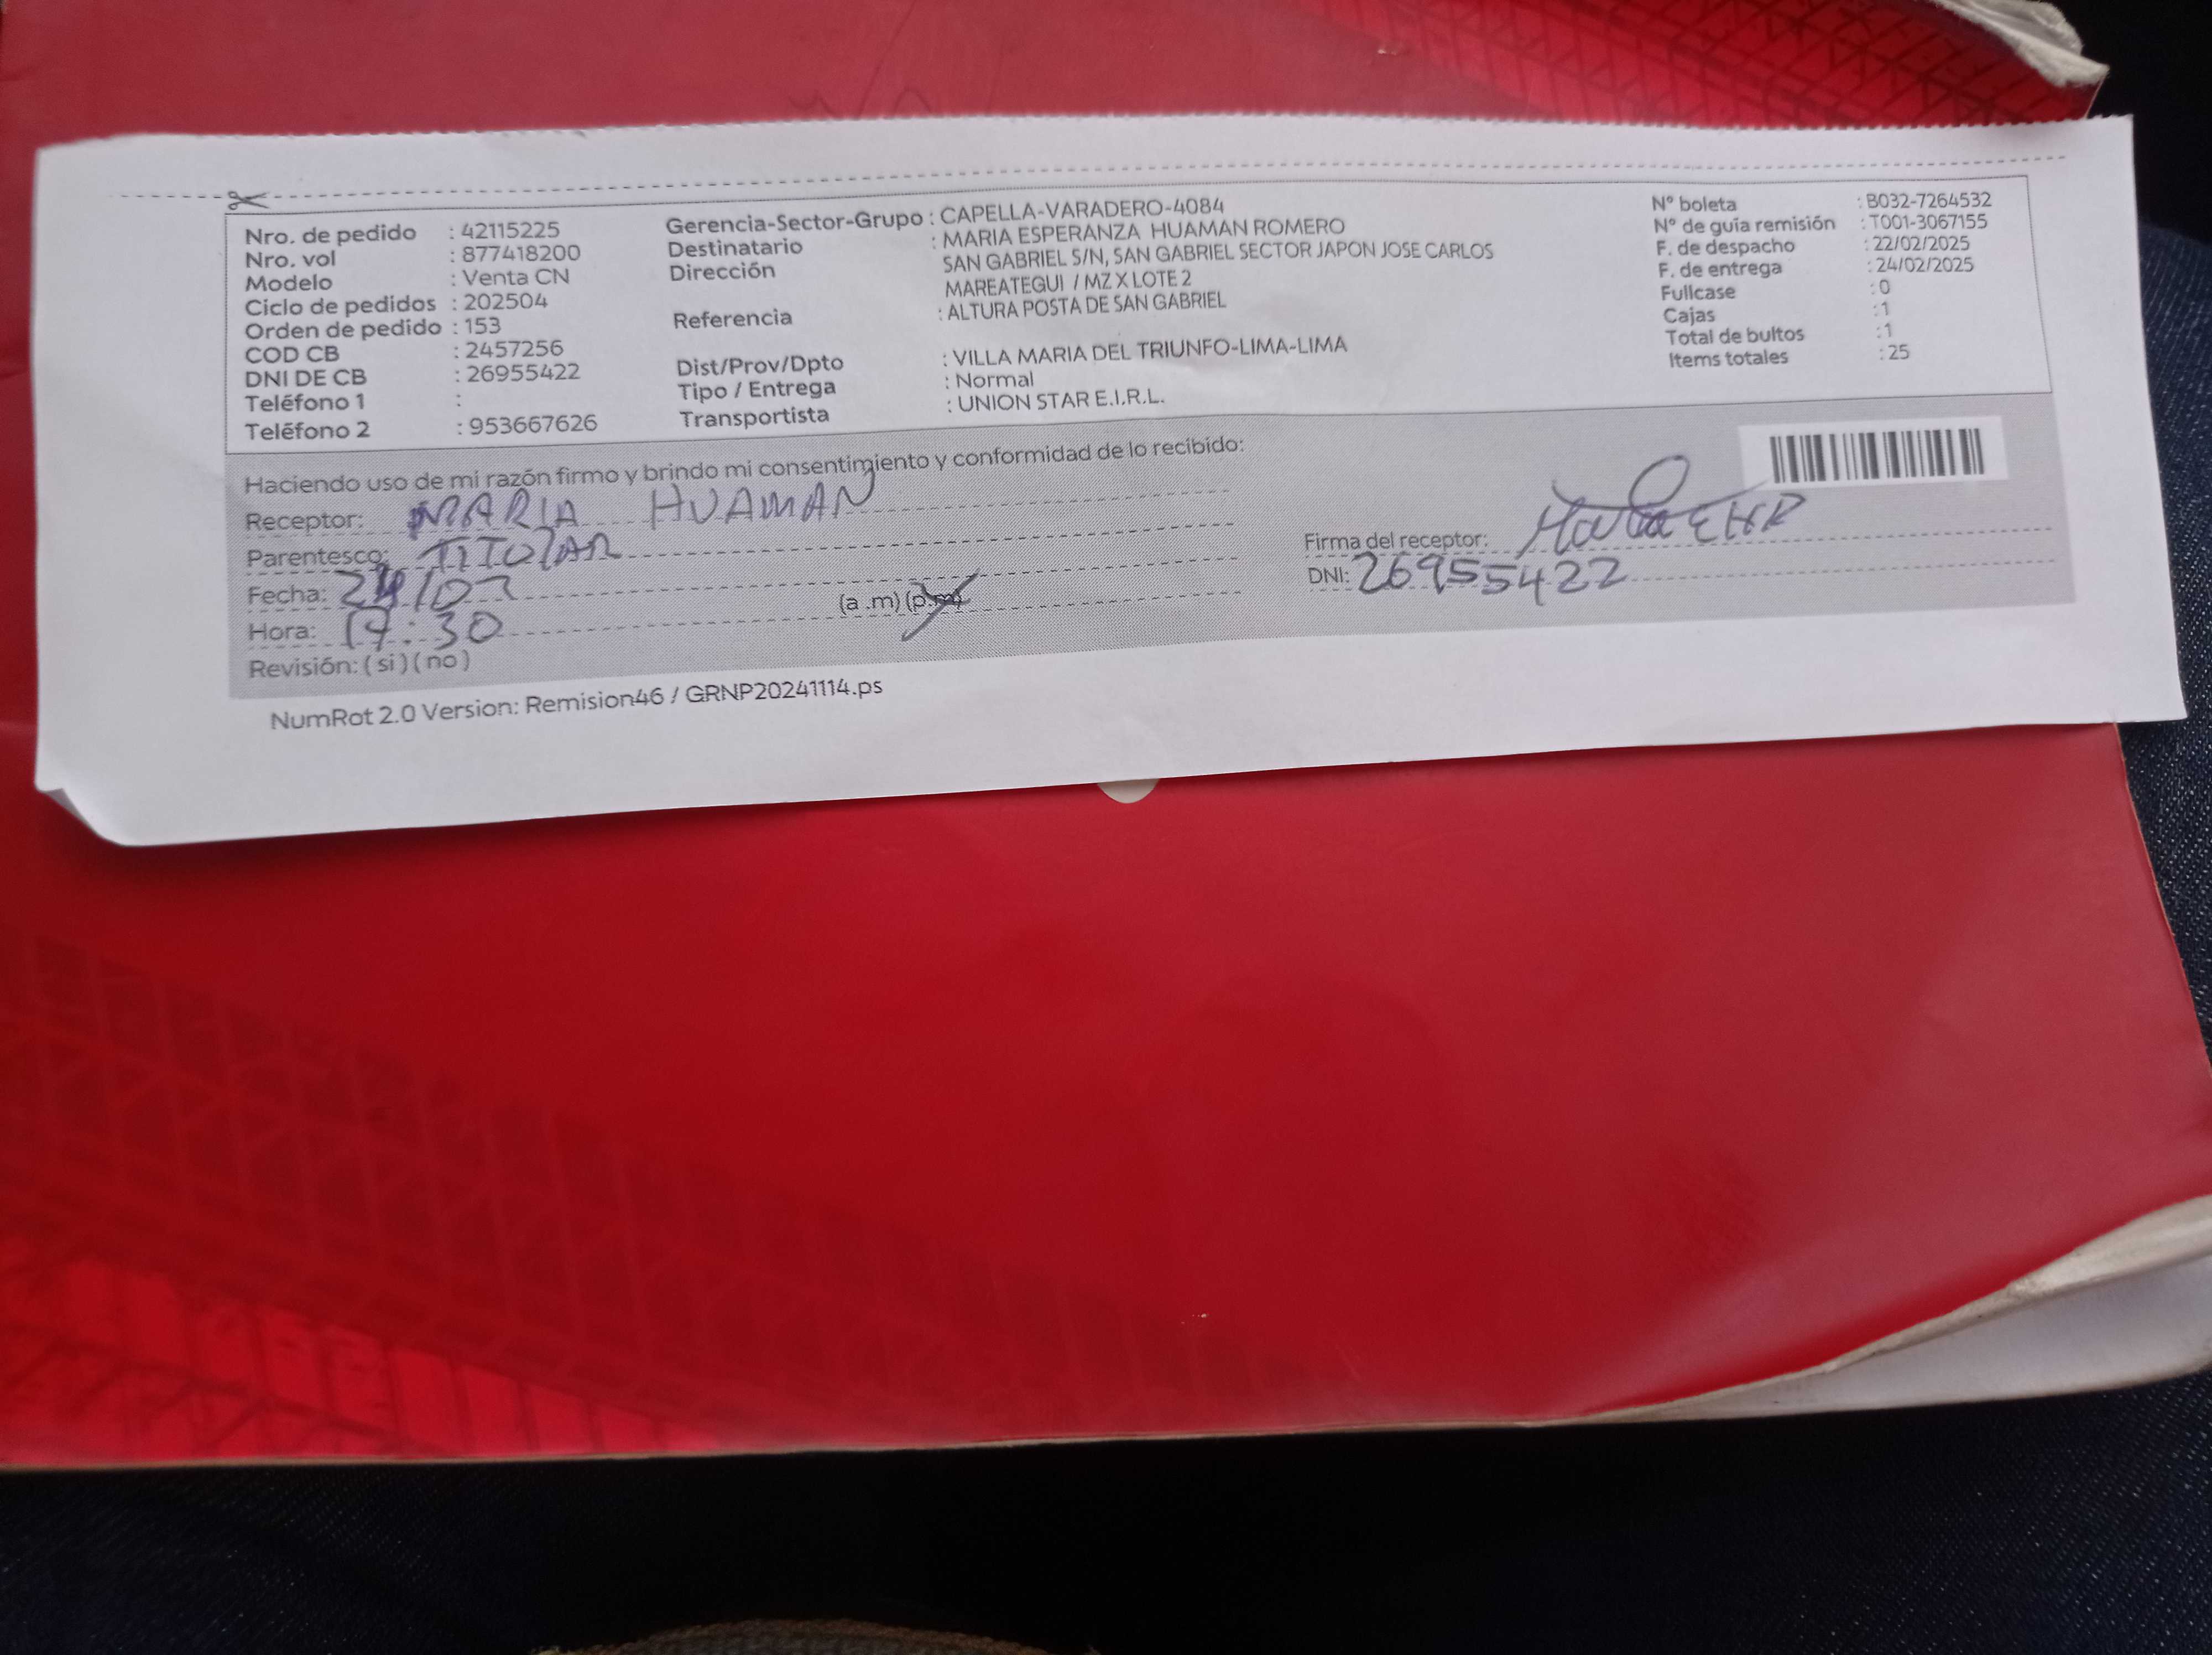 Nro. de pedido : 42115225
Nro. vol : 877418200
Modelo : Venta CN
Ciclo de pedidos : 202504
Orden de pedido : 153
COD CB : 2457256
DNI DE CB : 26955422
Teléfono 1 :
Teléfono 2 : 953667626
Gerencia-Sector-Grupo : CAPELLA-VARADERO-4084
Destinatario : MARIA ESPERANZA HUAMAN ROMERO
Dirección SAN GABRIEL S/N, SAN GABRIEL SECTOR JAPON JOSE CARLOS
MAREATEGUI / MZ X LOTE 2
Referencia : ALTURA POSTA DE SAN GABRIEL
Dist/Prov/Dpto : VILLA MARIA DEL TRIUNFO-LIMA-LIMA
Tipo / Entrega : Normal
Transportista : UNION STAR E.I.R.L.
Nº boleta : B032-7264532
Nº de guía remisión : T001-3067155
F. de despacho : 22/02/2025
F. de entrega : 24/02/2025
Fullcase : 0
Cajas : 1
Total de bultos : 1
Items totales : 25
Haciendo uso de mi razón firmo y brindo mi consentimiento y conformidad de lo recibido:
Receptor: MARIA HUAMAN
Parentesco: TITOLAR
Fecha: 24/02
Hora: 17:30 (a .m) (p.m)
Revisión: ( si ) ( no )
Firma del receptor: Maria EHR
DNI: 26955422
NumRot 2.0 Version: Remision46 / GRNP20241114.ps